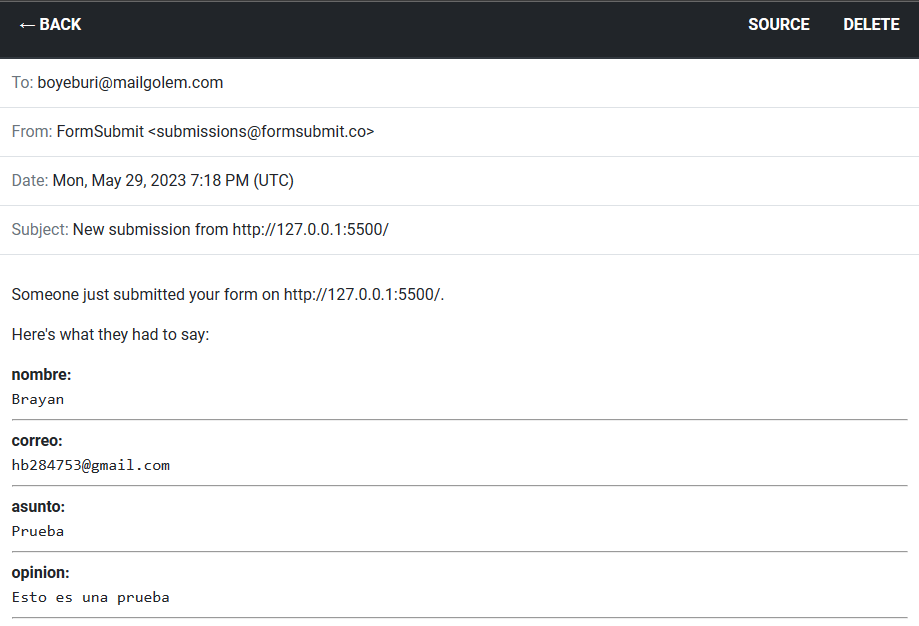 ← BACK SOURCE DELETE
To: boyeburi@mailgolem.com
From: FormSubmit <submissions@formsubmit.co>
Date: Mon, May 29, 2023 7:18 PM (UTC)
Subject: New submission from http://127.0.0.1:5500/
Someone just submitted your form on http://127.0.0.1:5500/.
Here's what they had to say:
nombre:
Brayan
correo:
hb284753@gmail.com
asunto:
Prueba
opinion:
Esto es una prueba